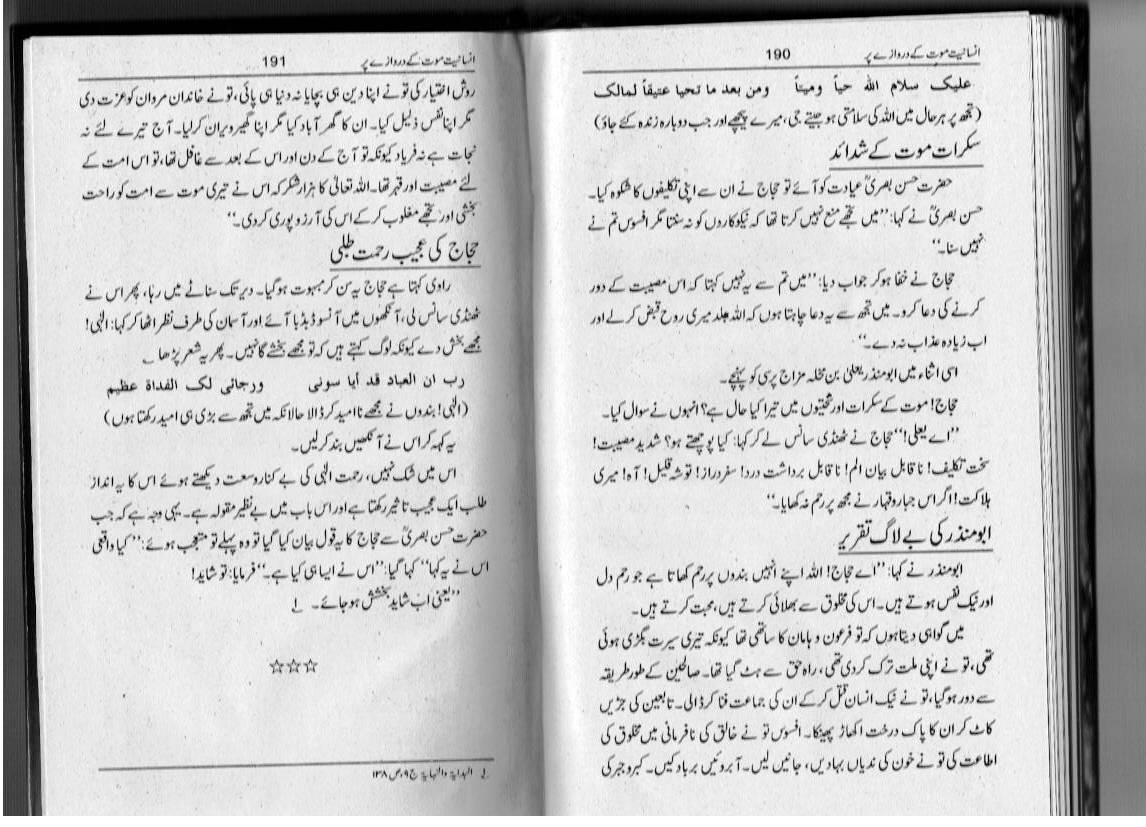 انسانیت موت کے دروازے پر 190
علیک سلام اللہ حیاً ومیتاً ومن بعد ما تحیا عتیقاً لمالک
(تجھ پر ہر حال میں اللہ کی سلامتی ہو جیتے جی، میرے پیچھے اور جب دوبارہ زندہ کئے جاؤ)
سکرات موت کے شدائد
حضرت حسن بصریؒ عیادت کو آئے تو حجاج نے ان سے اپنی تکلیفوں کا شکوہ کیا۔
حسن بصریؒ نے کہا: ”میں تجھے منع نہیں کرتا تھا کہ نیکوکاروں کو نہ ستا مگر افسوس تم نے
نہیں سنا۔“
حجاج نے خفا ہوکر جواب دیا: ”میں تم سے یہ نہیں کہتا کہ اس مصیبت کے دور
کرنے کی دعا کرو۔ میں تجھ سے یہ دعا چاہتا ہوں کہ اللہ جلد میری روح قبض کرلے اور
اب زیادہ عذاب نہ دے۔“
اسی اثناء میں ابو منذر یعلیٰ بن مخلد مزاج پرسی کو پہنچے۔
حجاج! موت کے سکرات اور سختیوں میں تیرا کیا حال ہے؟ انہوں نے سوال کیا۔
”اے یعلی!“ حجاج نے ٹھنڈی سانس لے کر کہا: کیا پوچھتے ہو؟ شدید مصیبت!
سخت تکلیف! ناقابل بیان الم! ناقابل برداشت درد! سفر دراز! توشہ قلیل! آہ! میری
ہلاکت! اگر اس جبار و قہار نے مجھ پر رحم نہ کھایا۔“
ابو منذر کی بے لاگ تقریر
ابومنذر نے کہا: ”اے حجاج! اللہ اپنے انہیں بندوں پر رحم کھاتا ہے جو رحم دل
اور نیک نفس ہوتے ہیں۔ اس کی مخلوق سے بھلائی کرتے ہیں، محبت کرتے ہیں۔
میں گواہی دیتا ہوں کہ تو فرعون وہامان کا ساتھی تھا کیونکہ تیری سیرت بگڑی ہوئی
تھی، تو نے اپنی ملت ترک کردی تھی، راہ حق سے ہٹ گیا تھا۔ صالحین کے طور طریقہ
سے دور ہوگیا، تو نے نیک انسان قتل کرکے ان کی جماعت فنا کرڈالی۔ تابعین کی جڑیں
کاٹ کر ان کا پاک درخت اکھاڑ پھینکا۔ افسوس تو نے خالق کی نافرمانی میں مخلوق کی
اطاعت کی تو نے خون کی ندیاں بہادیں، جانیں لیں۔ آبروئیں برباد کیں۔ کبر و جبر کی
انسانیت موت کے دروازے پر 191
روش اختیار کی تو نے اپنا دین ہی بچایا نہ دنیا ہی پائی، تو نے خاندان مروان کو عزت دی
مگر اپنا نفس ذلیل کیا۔ ان کا گھر آباد کیا مگر اپنا گھر ویران کرلیا۔ آج تیرے لئے نہ
نجات ہے نہ فریاد کیونکہ تو آج کے دن اور اس کے بعد سے غافل تھا، تو اس امت کے
لئے مصیبت اور قہر تھا۔ اللہ تعالیٰ کا ہزار شکر کہ اس نے تیری موت سے امت کو راحت
بخشی اور تجھے مغلوب کرکے اس کی آرزو پوری کردی۔“
حجاج کی عجیب رحمت طلبی
راوی کہتا ہے حجاج یہ سن کر مبہوت ہوگیا۔ دیر تک سناٹے میں رہا، پھر اس نے
ٹھنڈی سانس لی، آنکھوں میں آنسو ڈبڈبا آئے اور آسمان کی طرف نظر اٹھا کر کہا: الٰہی!
مجھے بخش دے کیونکہ لوگ کہتے ہیں کہ تو مجھے بخشے گا نہیں۔ پھر یہ شعر پڑھا ۔
رب ان العباد قد أیا سونی ورجائی لک الفداة عظیم
(الٰہی! بندوں نے مجھے نا امید کر ڈالا حالانکہ میں تجھ سے بڑی ہی امید رکھتا ہوں)
یہ کہہ کر اس نے آنکھیں بند کرلیں۔
اس میں شک نہیں، رحمت الٰہی کی بے کنار وسعت دیکھتے ہوئے اس کا یہ انداز
طلب ایک عجیب تاثیر رکھتا ہے اور اس باب میں بے نظیر مقولہ ہے۔ یہی وجہ ہے کہ جب
حضرت حسن بصریؒ سے حجاج کا یہ قول بیان کیا گیا تو وہ پہلے تو متعجب ہوئے: ”کیا واقعی
اس نے یہ کہا“ کہا گیا: ”اس نے ایسا ہی کیا ہے۔“ فرمایا: تو شاید!
”یعنی اب شاید بخشش ہوجائے۔ ۱
☆☆☆
۱ البدایۃ والنہایۃ ج۹، ص ۱۳۸